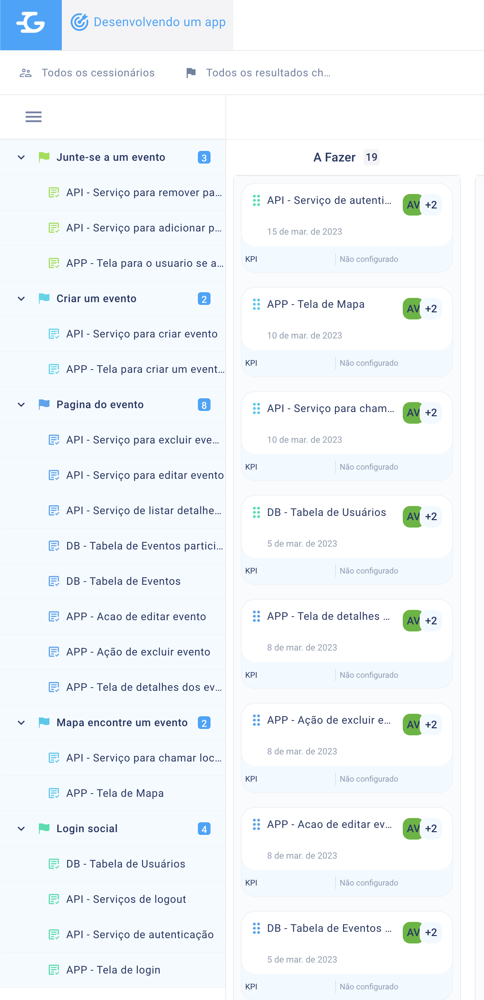 Desenvolvendo um app
Todos os cessionários
Todos os resultados ch...
Junte-se a um evento 3
API - Serviço para remover pa...
API - Serviço para adicionar p...
APP - Tela para o usuario se a...
Criar um evento 2
API - Serviço para criar evento
APP - Tela para criar um event...
Pagina do evento 8
API - Serviço para excluir eve...
API - Serviço para editar evento
API - Serviço de listar detalhe...
DB - Tabela de Eventos partici...
DB - Tabela de Eventos
APP - Acao de editar evento
APP - Ação de excluir evento
APP - Tela de detalhes dos ev...
Mapa encontre um evento 2
API - Serviço para chamar loc...
APP - Tela de Mapa
Login social 4
DB - Tabela de Usuários
API - Serviços de logout
API - Serviço de autenticação
APP - Tela de login
A Fazer 19
API - Serviço de autenti... AV +2
15 de mar. de 2023
KPI Não configurado
APP - Tela de Mapa AV +2
10 de mar. de 2023
KPI Não configurado
API - Serviço para cham... AV +2
10 de mar. de 2023
KPI Não configurado
DB - Tabela de Usuários AV +2
5 de mar. de 2023
KPI Não configurado
APP - Tela de detalhes ... AV +2
8 de mar. de 2023
KPI Não configurado
APP - Ação de excluir e... AV +2
8 de mar. de 2023
KPI Não configurado
APP - Acao de editar ev... AV +2
8 de mar. de 2023
KPI Não configurado
DB - Tabela de Eventos ... AV +2
5 de mar. de 2023
KPI Não configurado